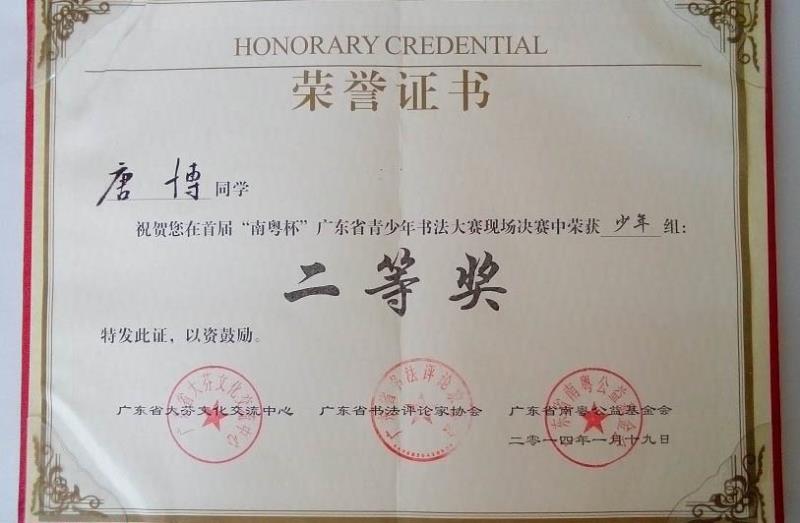 HONORARY CREDENTIAL
荣誉证书
唐博同学
祝贺您在首届“南粤杯”广东省青少年书法大赛现场决赛中荣获少年组：
二等奖
特发此证，以资鼓励。
广东省大芬文化交流中心 广东省书法评论家协会 广东省南粤公益基金会
二零一四年一月十九日